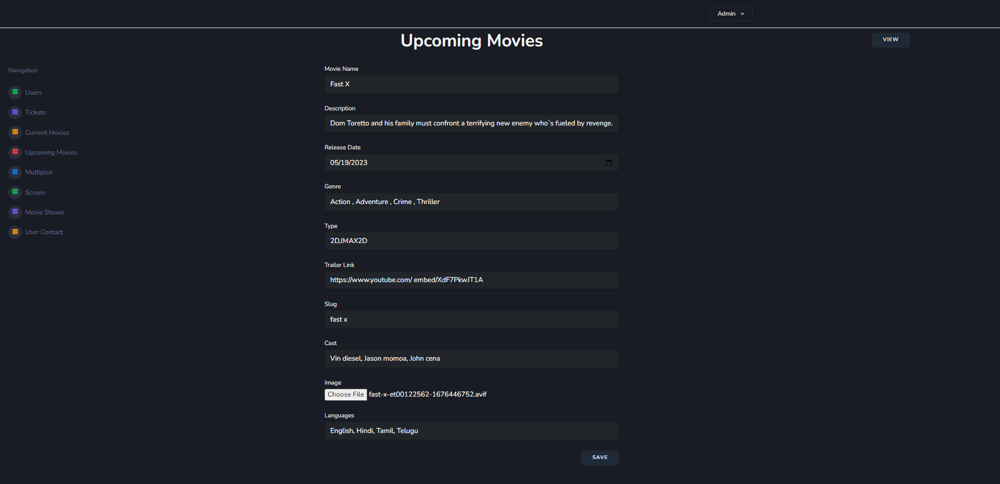 Admin
Upcoming Movies
VIEW
Navigation
Users
Tickets
Current Movies
Upcoming Movies
Multiplex
Screen
Movie Shows
User Contact
Movie Name
Fast X
Description
Dom Toretto and his family must confront a terrifying new enemy who`s fueled by revenge.
Release Date
05/19/2023
Genre
Action , Adventure , Crime , Thriller
Type
2D,IMAX2D
Trailer Link
https://www.youtube.com/ embed/XdF7PkwJT1A
Slug
fast x
Cast
Vin diesel, Jason momoa, John cena
Image
Choose File fast-x-et00122562-1676446752.avif
Languages
English, Hindi, Tamil, Telugu
SAVE